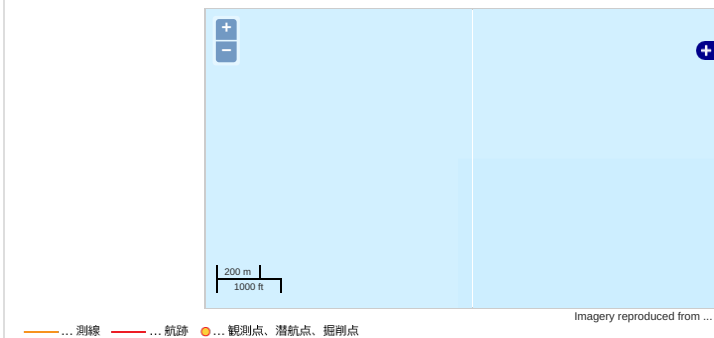 +
−
+
200 m
1000 ft
Imagery reproduced from ...
... 測線 ... 航跡 ... 観測点、潜航点、掘削点